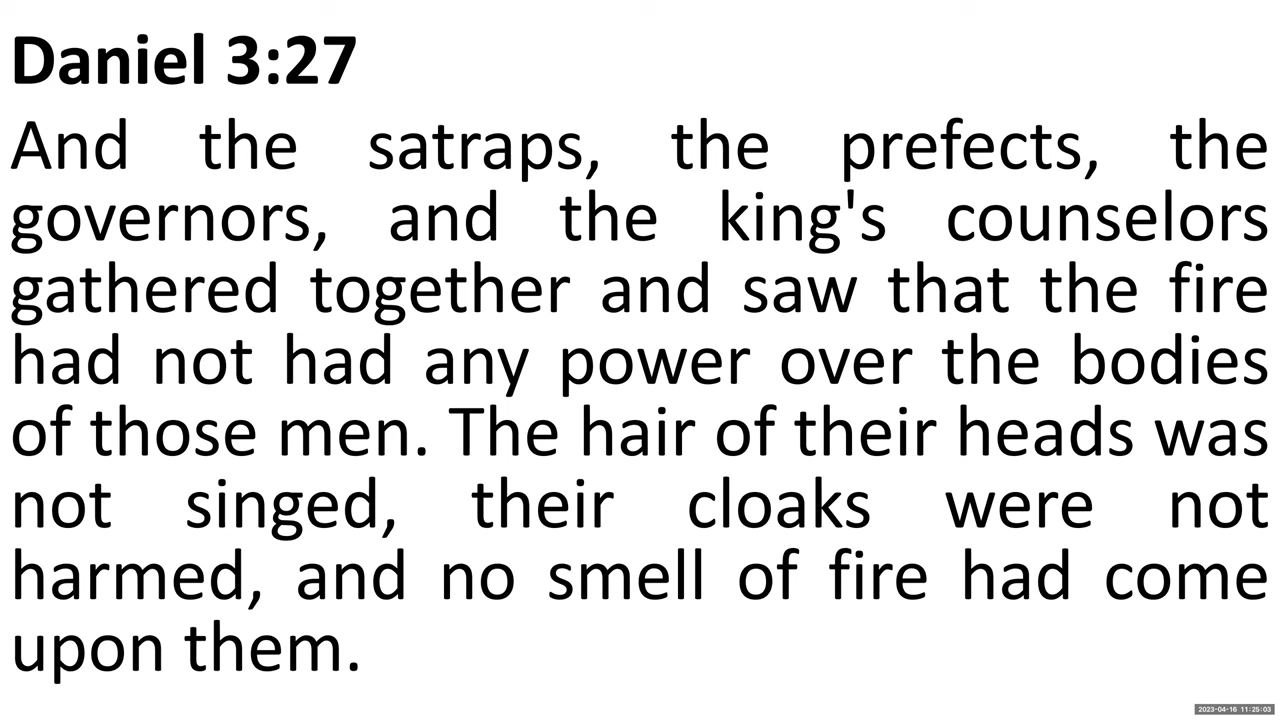 Daniel 3:27
And the satraps, the prefects, the
governors, and the king's counselors
gathered together and saw that the fire
had not had any power over the bodies
of those men. The hair of their heads was
not singed, their cloaks were not
harmed, and no smell of fire had come
upon them.
2023-04-16 11:25:03